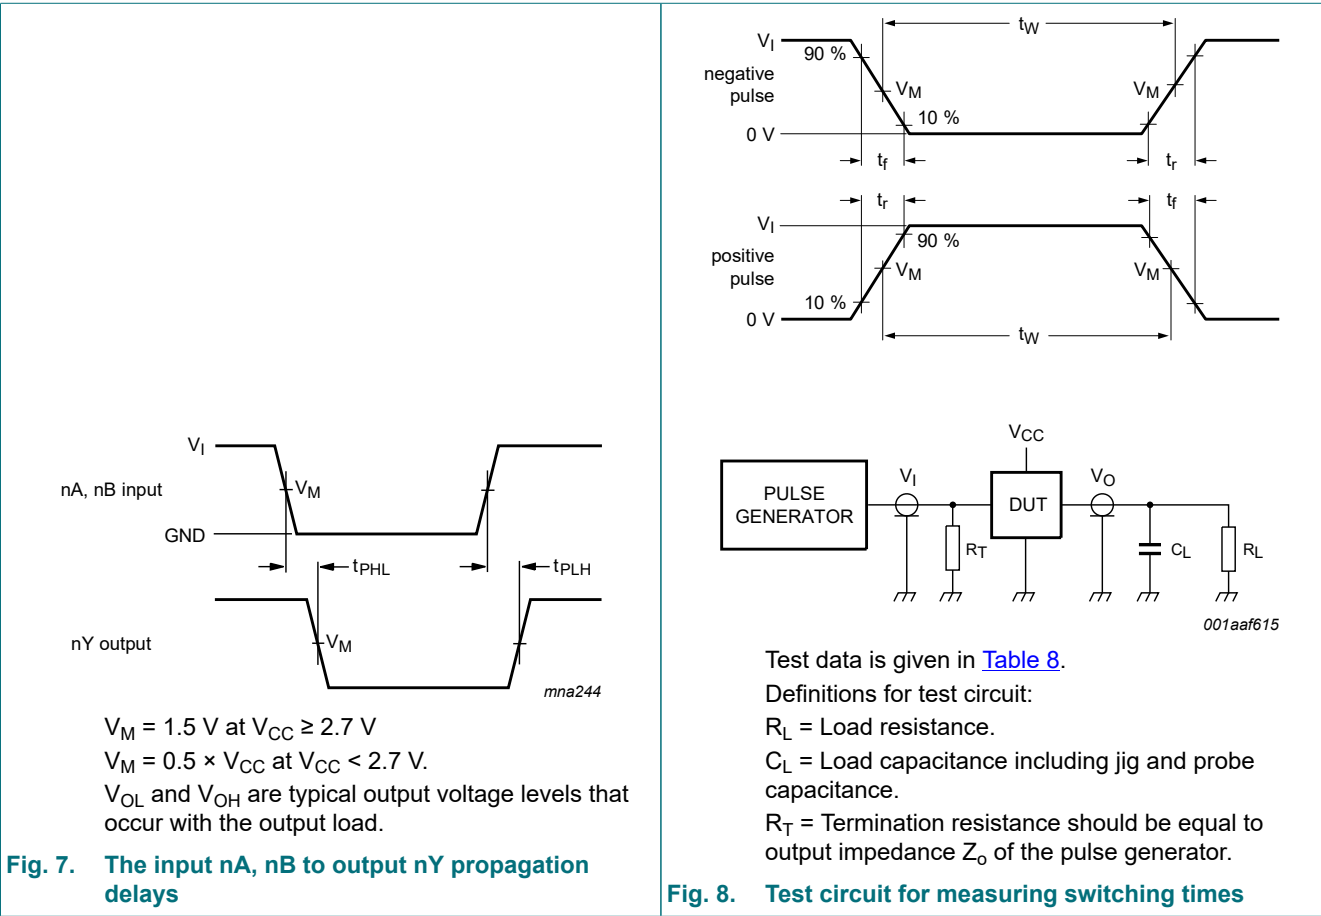 VI
nA, nB input
VM
GND
tPHL
tPLH
nY output
VM
mna244
VM = 1.5 V at VCC ≥ 2.7 V
VM = 0.5 × VCC at VCC < 2.7 V.
VOL and VOH are typical output voltage levels that
occur with the output load.
Fig. 7. The input nA, nB to output nY propagation
delays
tW
VI
90 %
negative
pulse
VM
VM
10 %
0 V
tf
tr
tr
tf
VI
90 %
positive
pulse
VM
VM
10 %
0 V
tW
VCC
PULSE
GENERATOR
VI
DUT
VO
RT
CL
RL
001aaf615
Test data is given in Table 8.
Definitions for test circuit:
RL = Load resistance.
CL = Load capacitance including jig and probe
capacitance.
RT = Termination resistance should be equal to
output impedance Zo of the pulse generator.
Fig. 8. Test circuit for measuring switching times